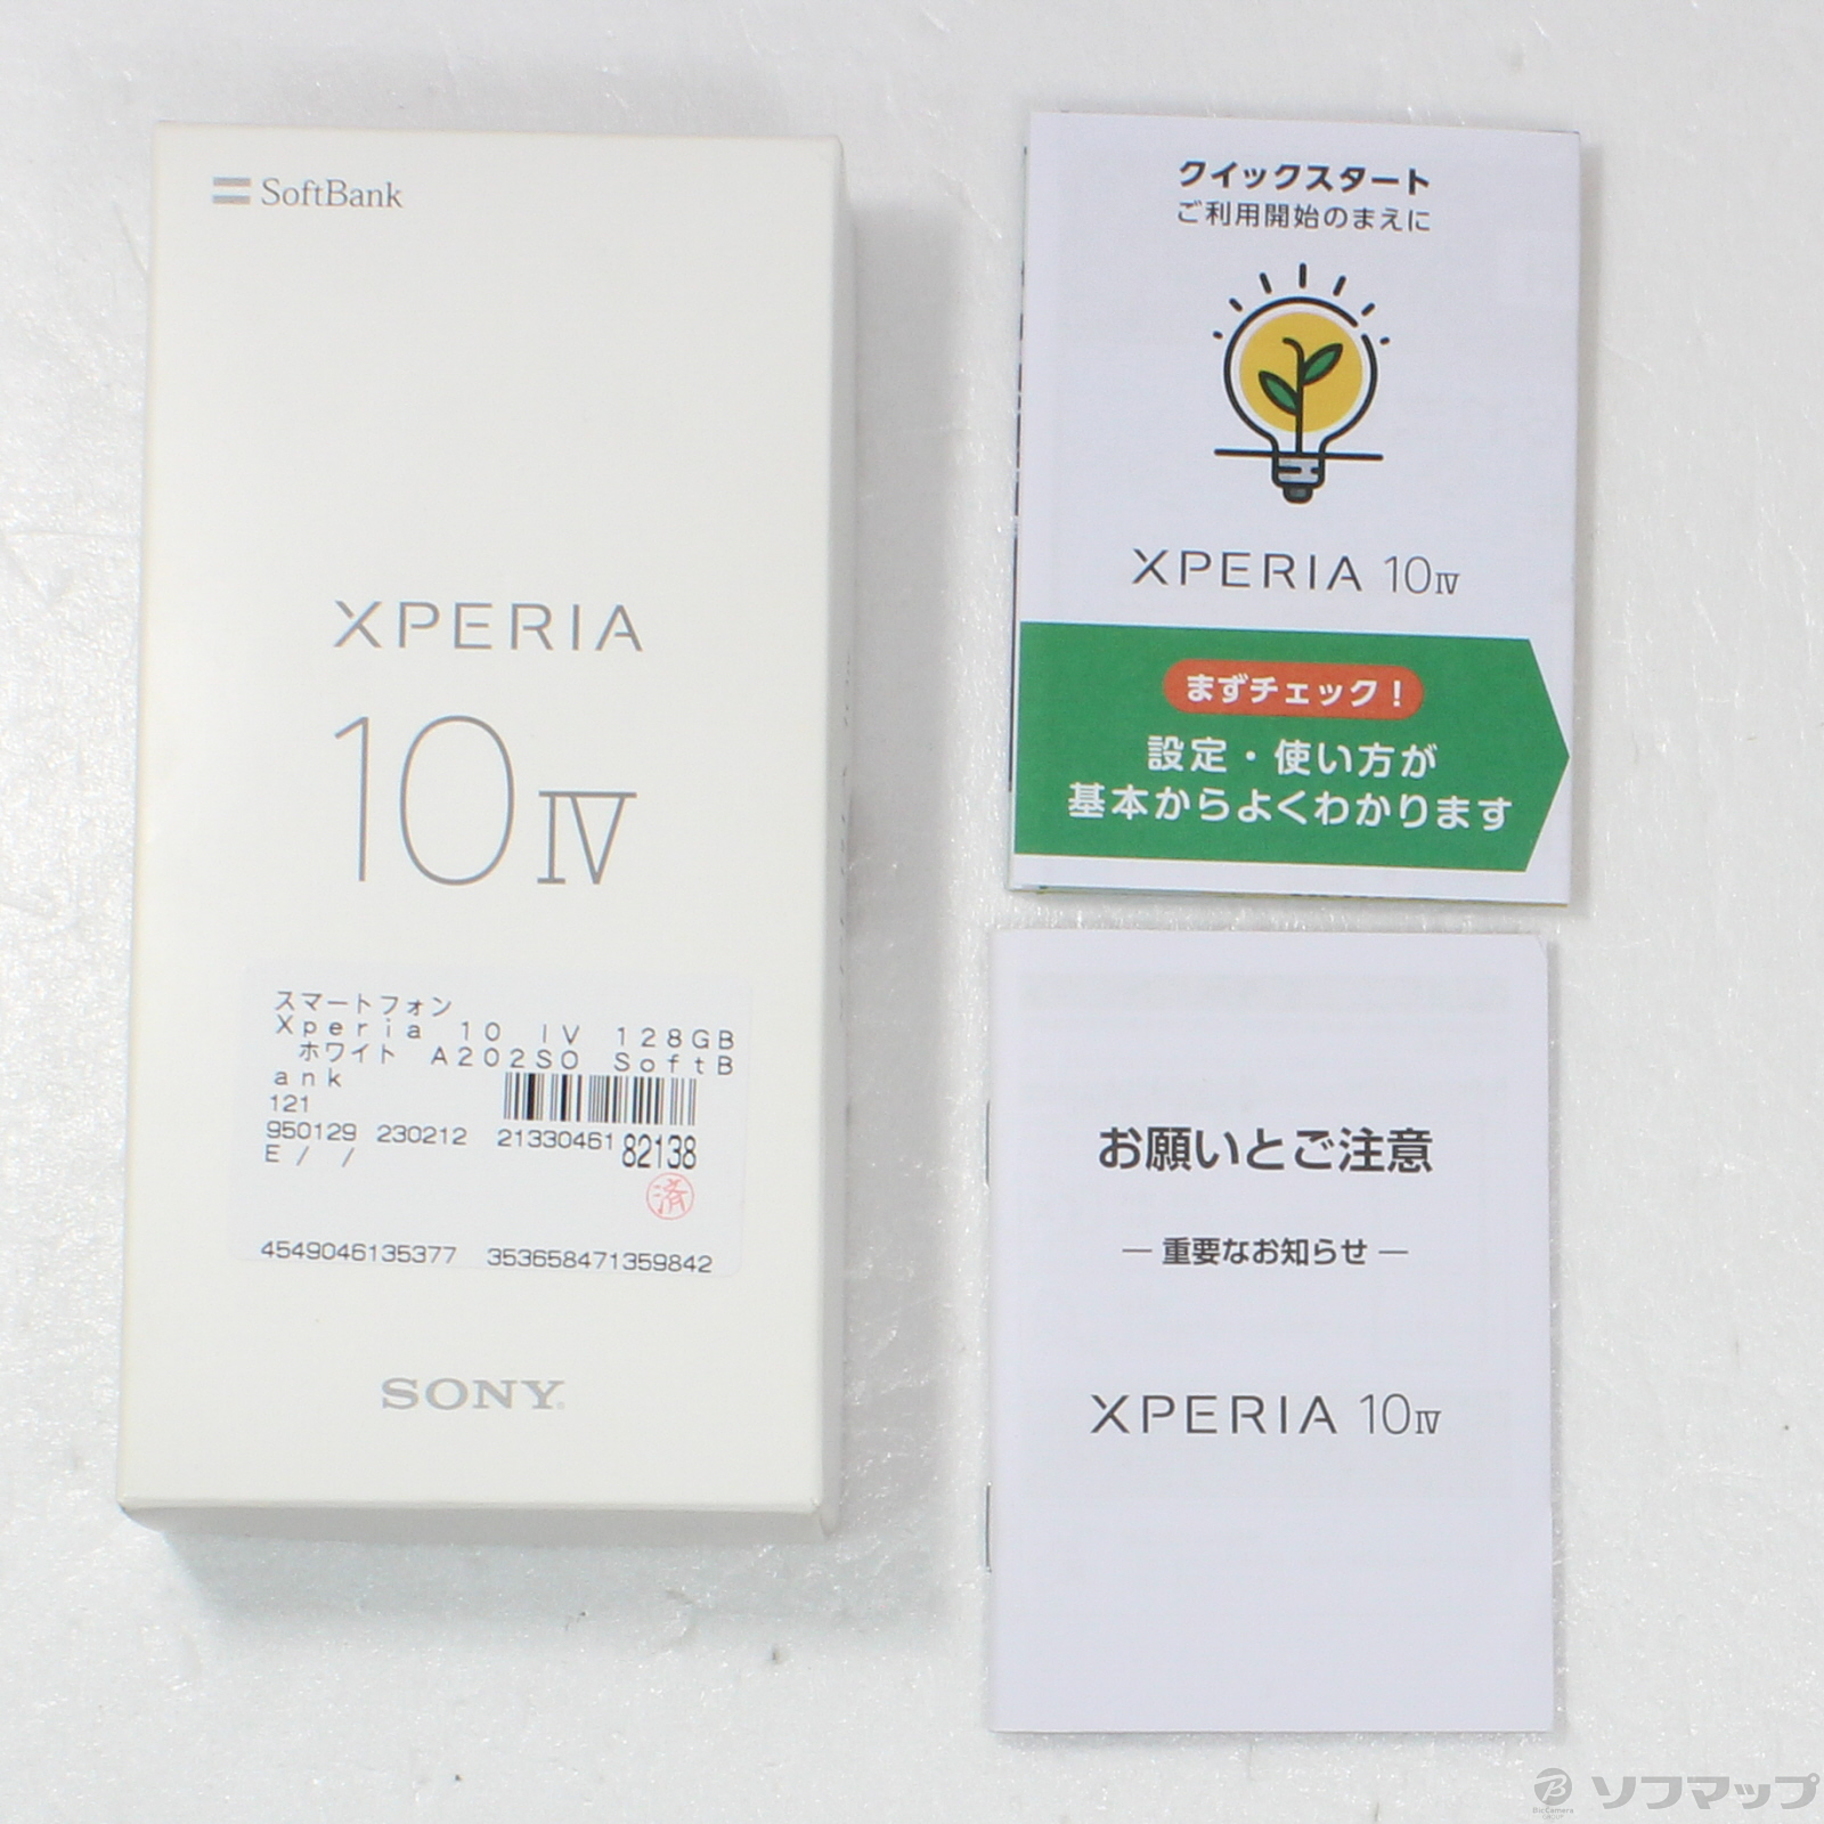 SoftBank
XPERIA
10 IV
スマートフォン
Xperia 10 IV 128GB
ホワイト A202SO SoftB
ank
121
950129 230212 21330461 82138
E / /
済
4549046135377 353658471359842
SONY
クイックスタート
ご利用開始のまえに
XPERIA 10 IV
まずチェック!
設定・使い方が
基本からよくわかります
お願いとご注意
― 重要なお知らせ ―
XPERIA 10 IV
BicCamera
GROUP
ソフマップ